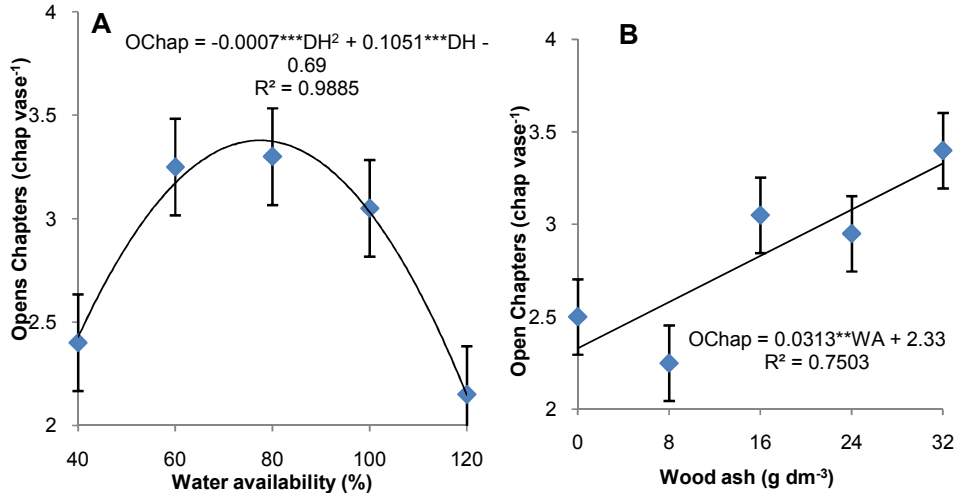 A
OChap = -0.0007***DH² + 0.1051***DH -
0.69
R² = 0.9885
Opens Chapters (chap vase⁻¹)
4
3.5
3
2.5
2
40 60 80 100 120
Water availability (%)
B
Open Chapters (chap vase⁻¹)
4
3.5
3
2.5
2
OChap = 0.0313**WA + 2.33
R² = 0.7503
0 8 16 24 32
Wood ash (g dm⁻³)